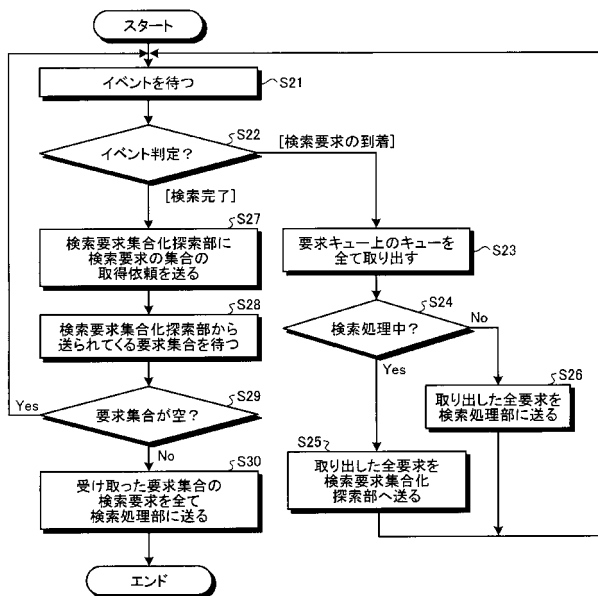 スタート
イベントを待つ
S21
イベント判定?
S22
[検索要求の到着]
[検索完了]
S27
検索要求集合化探索部に
検索要求の集合の
取得依頼を送る
S28
検索要求集合化探索部から
送られてくる要求集合を待つ
Yes
S29
要求集合が空?
No
S30
受け取った要求集合の
検索要求を全て
検索処理部に送る
エンド
要求キュー上のキューを
全て取り出す
S23
S24
検索処理中?
No
Yes
S26
取り出した全要求を
検索処理部に送る
S25
取り出した全要求を
検索要求集合化
探索部へ送る